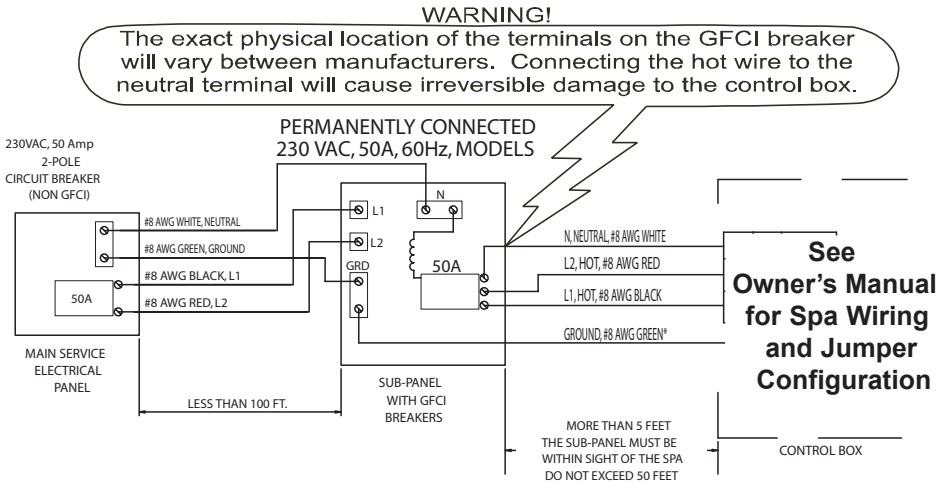 WARNING!
The exact physical location of the terminals on the GFCI breaker
will vary between manufacturers. Connecting the hot wire to the
neutral terminal will cause irreversible damage to the control box.
PERMANENTLY CONNECTED
230 VAC, 50A, 60Hz, MODELS
230VAC, 50 Amp
2-POLE
CIRCUIT BREAKER
(NON GFCI)
#8 AWG WHITE, NEUTRAL
#8 AWG GREEN, GROUND
#8 AWG BLACK, L1
#8 AWG RED, L2
50A
MAIN SERVICE
ELECTRICAL
PANEL
LESS THAN 100 FT.
L1
N
L2
GRD
50A
SUB-PANEL
WITH GFCI
BREAKERS
N, NEUTRAL, #8 AWG WHITE
L2, HOT, #8 AWG RED
L1, HOT, #8 AWG BLACK
GROUND, #8 AWG GREEN*
MORE THAN 5 FEET
THE SUB-PANEL MUST BE
WITHIN SIGHT OF THE SPA
DO NOT EXCEED 50 FEET
See
Owner's Manual
for Spa Wiring
and Jumper
Configuration
CONTROL BOX